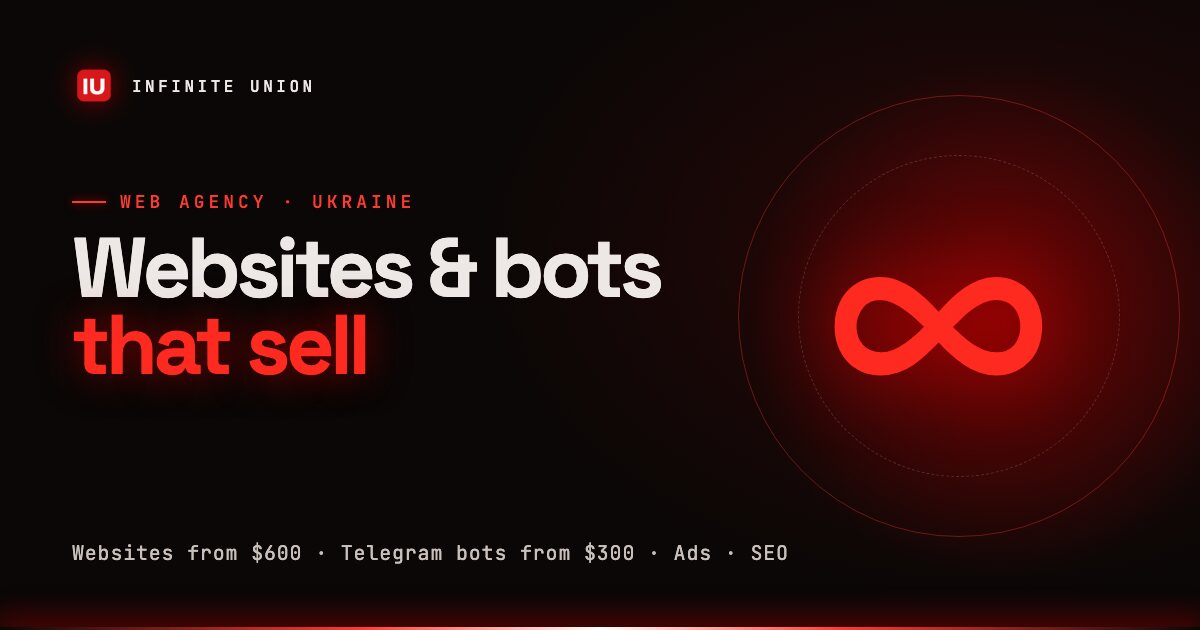 IU
INFINITE UNION
WEB AGENCY · UKRAINE
Websites & bots
that sell
Websites from $600 · Telegram bots from $300 · Ads · SEO